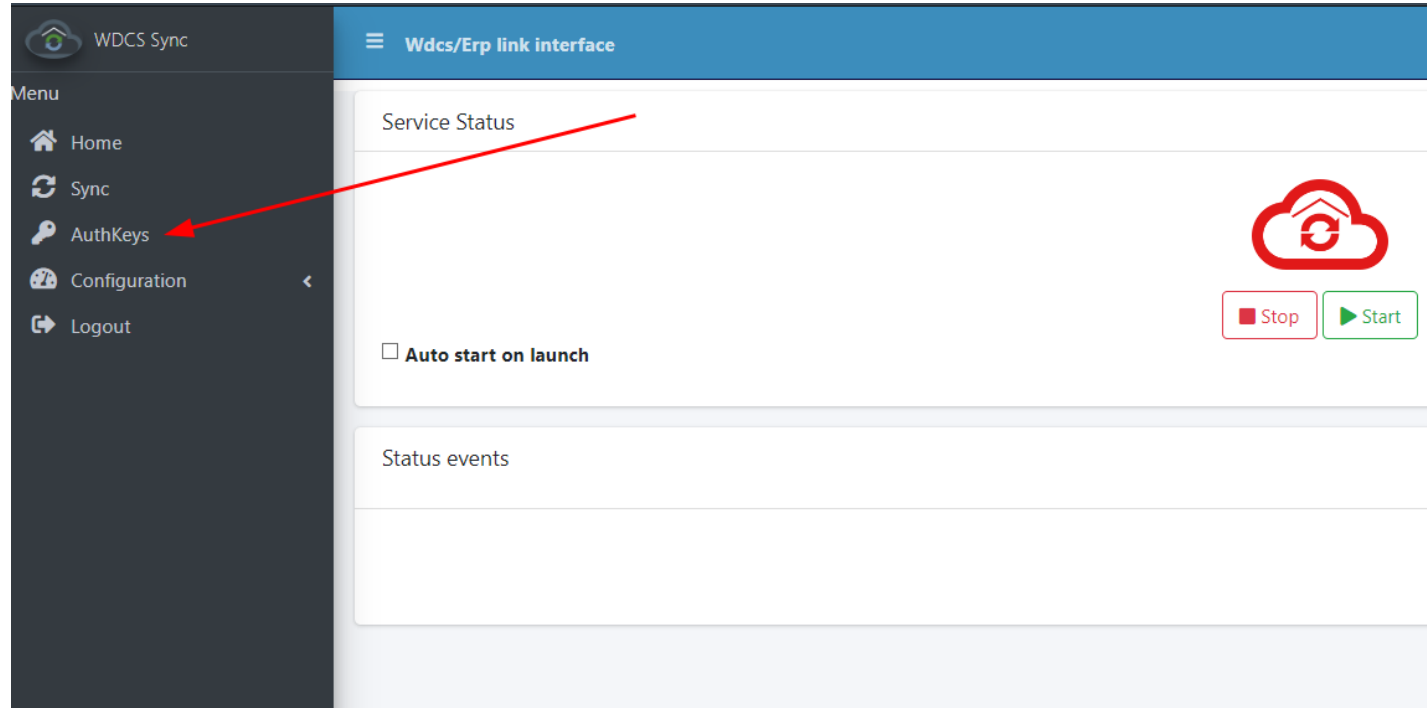 WDCS Sync
Wdcs/Erp link interface
Menu
Home
Sync
AuthKeys
Configuration
Logout
Service Status
Stop
Start
Auto start on launch
Status events